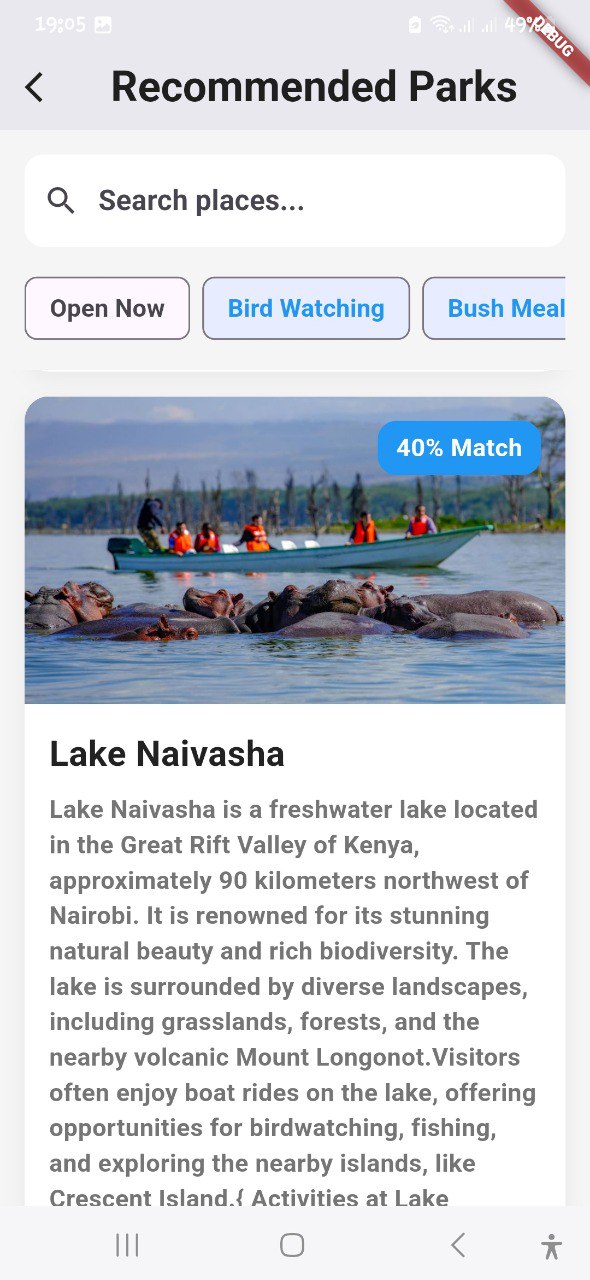 19:05
49%
DEBUG
Recommended Parks
Search places...
Open Now
Bird Watching
Bush Meal
40% Match
Lake Naivasha
Lake Naivasha is a freshwater lake located
in the Great Rift Valley of Kenya,
approximately 90 kilometers northwest of
Nairobi. It is renowned for its stunning
natural beauty and rich biodiversity. The
lake is surrounded by diverse landscapes,
including grasslands, forests, and the
nearby volcanic Mount Longonot.Visitors
often enjoy boat rides on the lake, offering
opportunities for birdwatching, fishing,
and exploring the nearby islands, like
Crescent Island.{ Activities at Lake